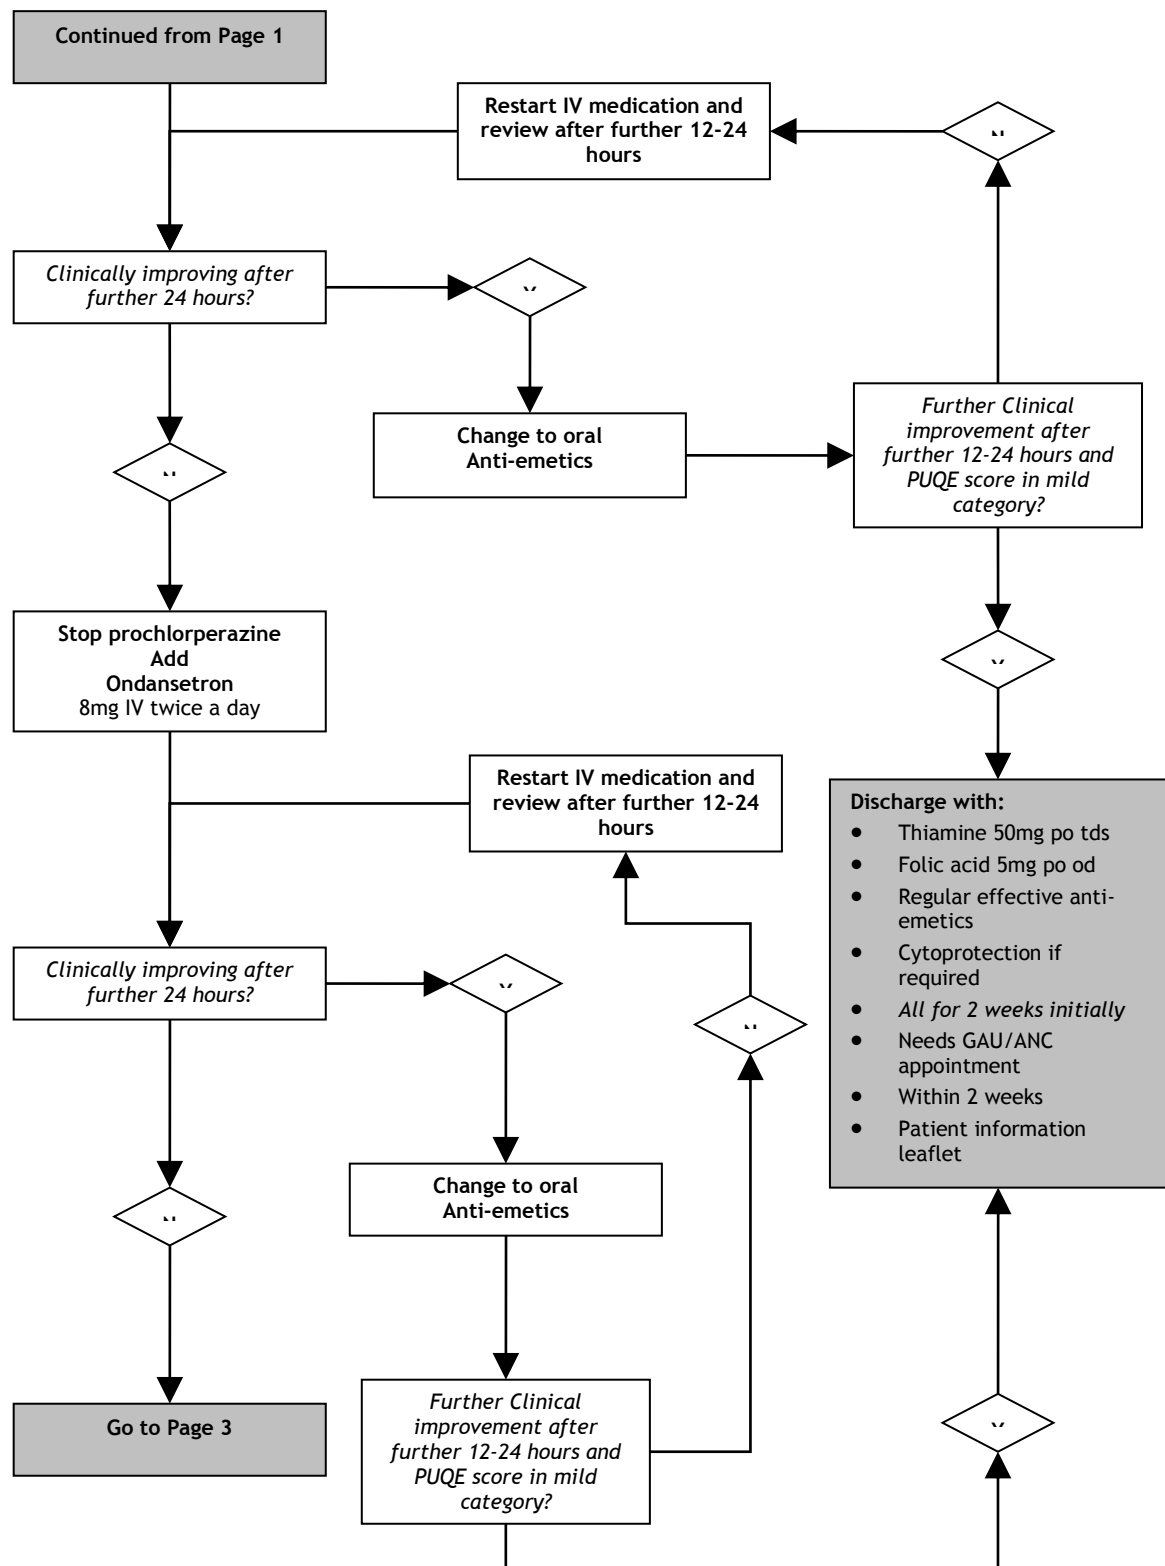 Continued from Page 1
Restart IV medication and
review after further 12-24
hours
Clinically improving after
further 24 hours?
Change to oral
Anti-emetics
Further Clinical
improvement after
further 12-24 hours and
PUQE score in mild
category?
Stop prochlorperazine
Add
Ondansetron
8mg IV twice a day
Restart IV medication and
review after further 12-24
hours
Discharge with:
• Thiamine 50mg po tds
• Folic acid 5mg po od
• Regular effective anti-
emetics
• Cytoprotection if
required
• All for 2 weeks initially
• Needs GAU/ANC
appointment
• Within 2 weeks
• Patient information
leaflet
Clinically improving after
further 24 hours?
Change to oral
Anti-emetics
Go to Page 3
Further Clinical
improvement after
further 12-24 hours and
PUQE score in mild
category?